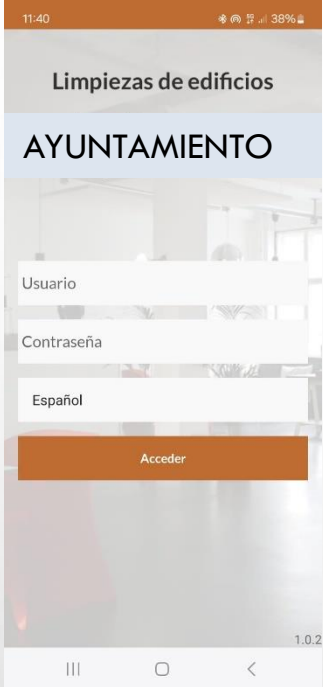 11:40
38%
Limpiezas de edificios
AYUNTAMIENTO
Usuario
Contraseña
Español
Acceder
1.0.2